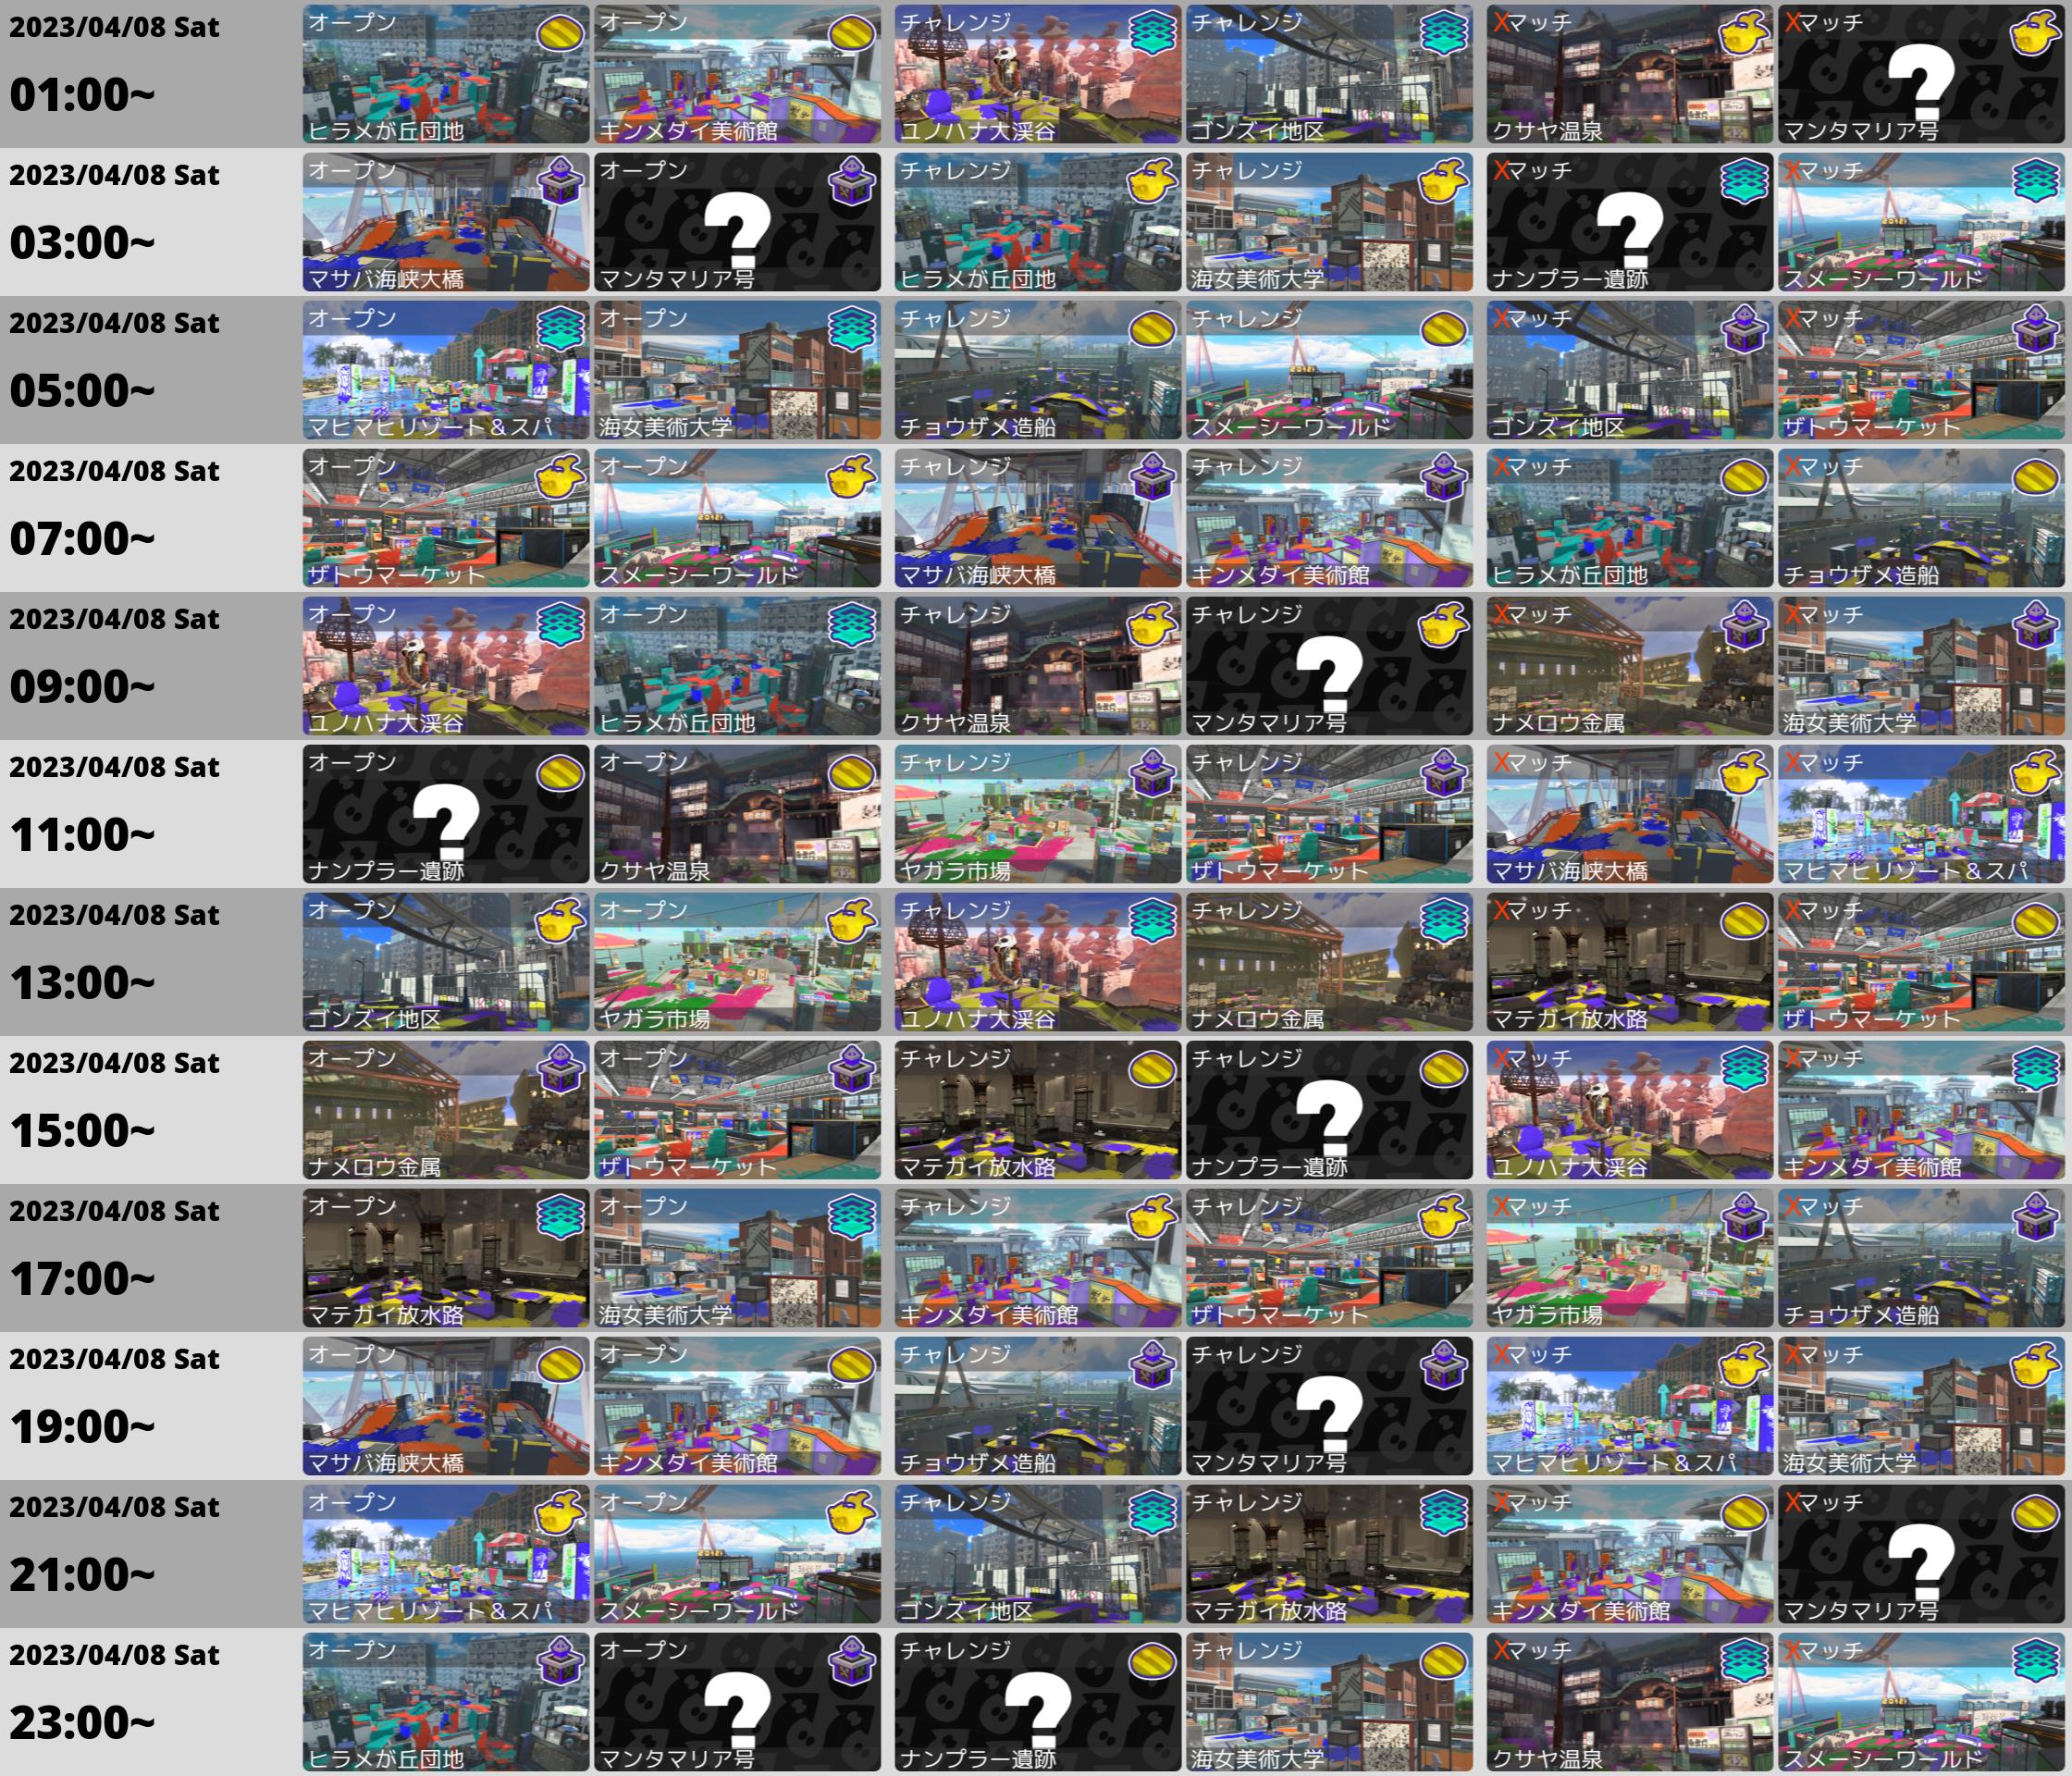 2023/04/08 Sat
01:00~
オープン
ヒラメが丘団地
オープン
キンメダイ美術館
チャレンジ
ユノハナ大渓谷
チャレンジ
ゴンズイ地区
Xマッチ
クサヤ温泉
Xマッチ
マンタマリア号
?
2023/04/08 Sat
03:00~
オープン
マサバ海峡大橋
オープン
マンタマリア号
?
チャレンジ
ヒラメが丘団地
チャレンジ
海女美術大学
Xマッチ
ナンプラー遺跡
?
Xマッチ
スメーシーワールド
2023/04/08 Sat
05:00~
オープン
マヒマヒリゾート&スパ
オープン
海女美術大学
チャレンジ
チョウザメ造船
チャレンジ
スメーシーワールド
Xマッチ
ゴンズイ地区
Xマッチ
ザトウマーケット
2023/04/08 Sat
07:00~
オープン
ザトウマーケット
オープン
スメーシーワールド
チャレンジ
マサバ海峡大橋
チャレンジ
キンメダイ美術館
Xマッチ
ヒラメが丘団地
Xマッチ
チョウザメ造船
2023/04/08 Sat
09:00~
オープン
ユノハナ大渓谷
オープン
ヒラメが丘団地
チャレンジ
クサヤ温泉
チャレンジ
マンタマリア号
?
Xマッチ
ナメロウ金属
Xマッチ
海女美術大学
2023/04/08 Sat
11:00~
オープン
ナンプラー遺跡
?
オープン
クサヤ温泉
チャレンジ
ヤガラ市場
チャレンジ
ザトウマーケット
Xマッチ
マサバ海峡大橋
Xマッチ
マヒマヒリゾート&スパ
2023/04/08 Sat
13:00~
オープン
ゴンズイ地区
オープン
ヤガラ市場
チャレンジ
ユノハナ大渓谷
チャレンジ
ナメロウ金属
Xマッチ
マテガイ放水路
Xマッチ
ザトウマーケット
2023/04/08 Sat
15:00~
オープン
ナメロウ金属
オープン
ザトウマーケット
チャレンジ
マテガイ放水路
チャレンジ
ナンプラー遺跡
?
Xマッチ
ユノハナ大渓谷
Xマッチ
キンメダイ美術館
2023/04/08 Sat
17:00~
オープン
マテガイ放水路
オープン
海女美術大学
チャレンジ
キンメダイ美術館
チャレンジ
ザトウマーケット
Xマッチ
ヤガラ市場
Xマッチ
チョウザメ造船
2023/04/08 Sat
19:00~
オープン
マサバ海峡大橋
オープン
キンメダイ美術館
チャレンジ
チョウザメ造船
チャレンジ
マンタマリア号
?
Xマッチ
マヒマヒリゾート&スパ
Xマッチ
海女美術大学
2023/04/08 Sat
21:00~
オープン
マヒマヒリゾート&スパ
オープン
スメーシーワールド
チャレンジ
ゴンズイ地区
チャレンジ
マテガイ放水路
Xマッチ
キンメダイ美術館
Xマッチ
マンタマリア号
?
2023/04/08 Sat
23:00~
オープン
ヒラメが丘団地
オープン
マンタマリア号
?
チャレンジ
ナンプラー遺跡
?
チャレンジ
海女美術大学
Xマッチ
クサヤ温泉
Xマッチ
スメーシーワールド